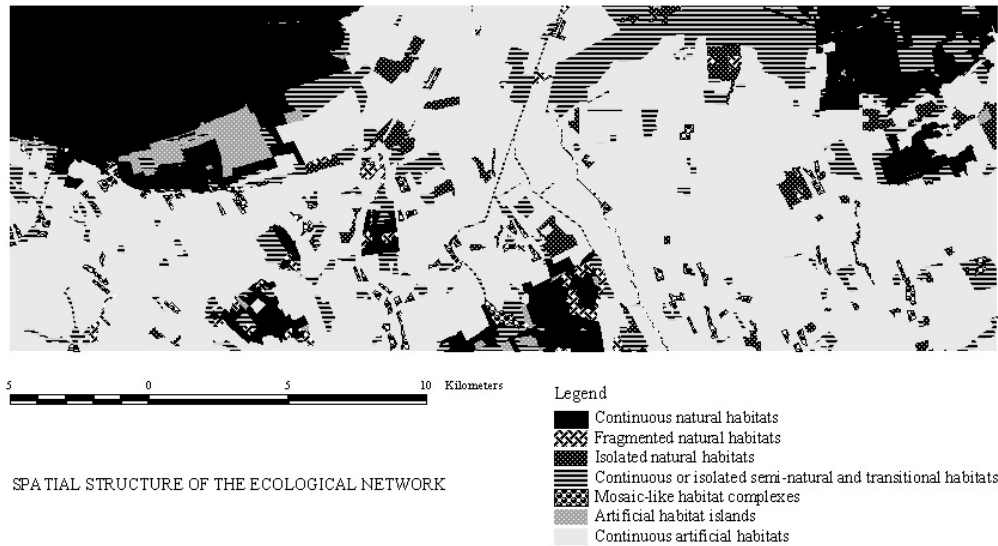 5 0 5 10 Kilometers
SPATIAL STRUCTURE OF THE ECOLOGICAL NETWORK
Legend
Continuous natural habitats
Fragmented natural habitats
Isolated natural habitats
Continuous or isolated semi-natural and transitional habitats
Mosaic-like habitat complexes
Artificial habitat islands
Continuous artificial habitats